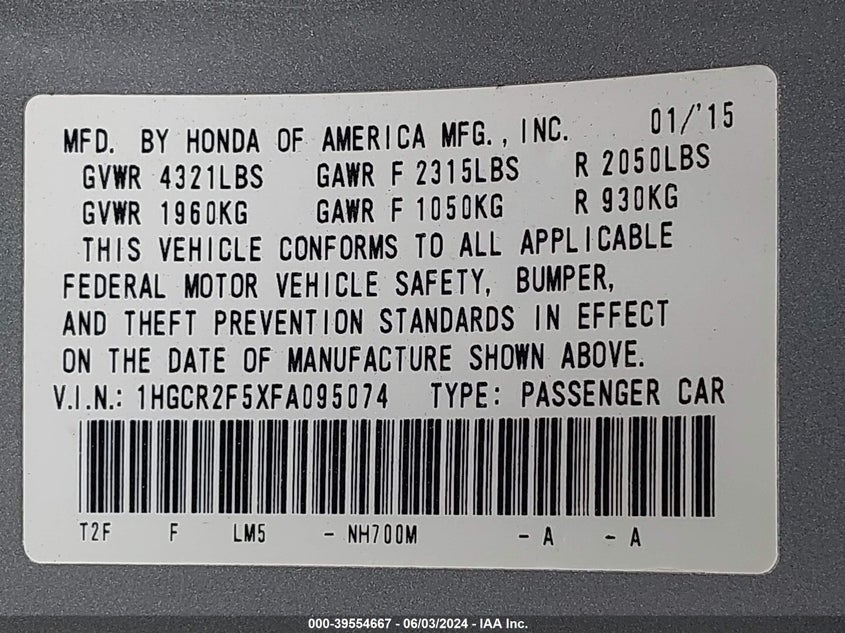 MFD. BY HONDA OF AMERICA MFG., INC. 01/'15
GVWR 4321LBS GAWR F 2315LBS R 2050LBS
GVWR 1960KG GAWR F 1050KG R 930KG
THIS VEHICLE CONFORMS TO ALL APPLICABLE
FEDERAL MOTOR VEHICLE SAFETY, BUMPER,
AND THEFT PREVENTION STANDARDS IN EFFECT
ON THE DATE OF MANUFACTURE SHOWN ABOVE.
V.I.N.: 1HGCR2F5XFA095074 TYPE: PASSENGER CAR
T2F F LM5 - NH700M - A - A
000-39554667 - 06/03/2024 - IAA Inc.